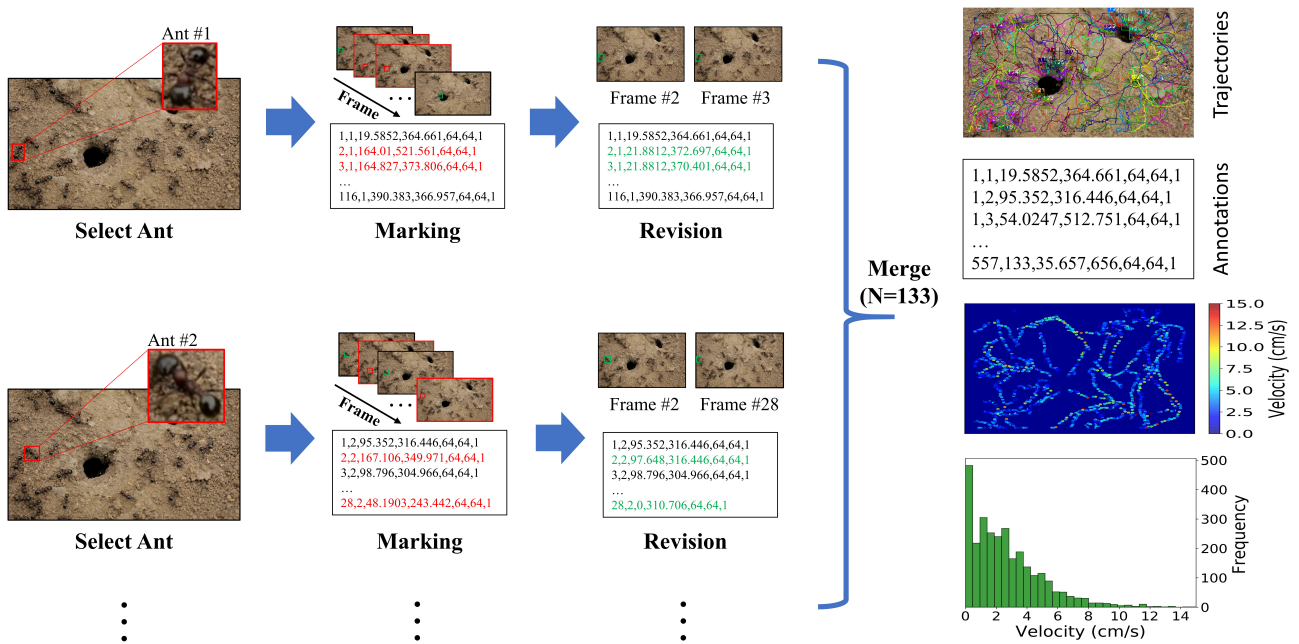 Ant #1
Frame
...
1,1,19.5852,364.661,64,64,1
2,1,164.01,521.561,64,64,1
3,1,164.827,373.806,64,64,1
...
116,1,390.383,366.957,64,64,1
Frame #2 Frame #3
1,1,19.5852,364.661,64,64,1
2,1,21.8812,372.697,64,64,1
3,1,21.8812,370.401,64,64,1
...
116,1,390.383,366.957,64,64,1
Select Ant
Marking
Revision
Ant #2
Frame
...
1,2,95.352,316.446,64,64,1
2,2,167.106,349.971,64,64,1
3,2,98.796,304.966,64,64,1
...
28,2,48.1903,243.442,64,64,1
Frame #2 Frame #28
1,2,95.352,316.446,64,64,1
2,2,97.648,316.446,64,64,1
3,2,98.796,304.966,64,64,1
...
28,2,0,310.706,64,64,1
Select Ant
Marking
Revision
Merge
(N=133)
Trajectories
1,1,19.5852,364.661,64,64,1
1,2,95.352,316.446,64,64,1
1,3,54.0247,512.751,64,64,1
...
557,133,35.657,656,64,64,1
Annotations
15.0
12.5
10.0
7.5
5.0
2.5
0.0
Velocity (cm/s)
500
400
300
200
100
0
Frequency
0 2 4 6 8 10 12 14
Velocity (cm/s)